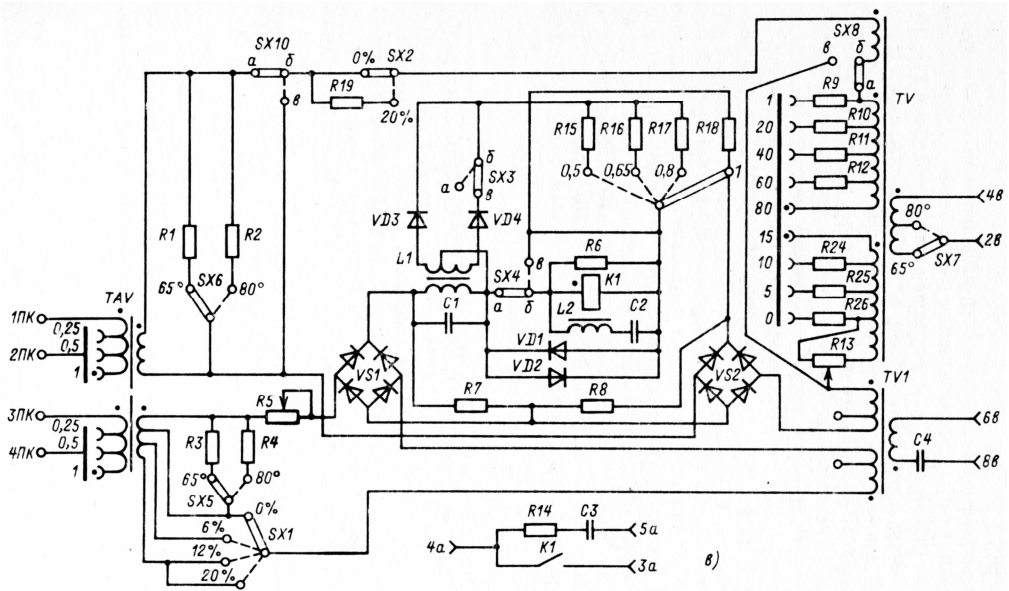 SX10
а
б
в
SX2
0%
20%
R19
R15
R16
R17
R18
0,5
0,65
0,8
1
SX8
в
б
а
TV
1
R9
R10
20
R11
40
R12
60
80
15
10
R24
5
R25
0
R26
R13
80°
65°
SX7
4в
2в
б
а
SX3
в
VD3
VD4
R1
R2
SX6
65°
80°
L1
C1
SX4
а
б
в
R6
K1
L2
C2
VD1
VD2
TAV
1ПК
0,25
0,5
2ПК
1
VS1
VS2
R7
R8
TV1
3ПК
0,25
0,5
4ПК
1
R5
R3
R4
65°
80°
SX5
0%
6%
12%
20%
SX1
6в
C4
8в
R14
C3
5а
4а
K1
3а
в)